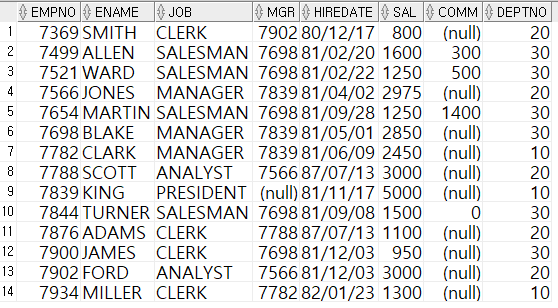 EMPNO ENAME JOB MGR HIREDATE SAL COMM DEPTNO
1 7369 SMITH CLERK 7902 80/12/17 800 (null) 20
2 7499 ALLEN SALESMAN 7698 81/02/20 1600 300 30
3 7521 WARD SALESMAN 7698 81/02/22 1250 500 30
4 7566 JONES MANAGER 7839 81/04/02 2975 (null) 20
5 7654 MARTIN SALESMAN 7698 81/09/28 1250 1400 30
6 7698 BLAKE MANAGER 7839 81/05/01 2850 (null) 30
7 7782 CLARK MANAGER 7839 81/06/09 2450 (null) 10
8 7788 SCOTT ANALYST 7566 87/07/13 3000 (null) 20
9 7839 KING PRESIDENT (null) 81/11/17 5000 (null) 10
10 7844 TURNER SALESMAN 7698 81/09/08 1500 0 30
11 7876 ADAMS CLERK 7788 87/07/13 1100 (null) 20
12 7900 JAMES CLERK 7698 81/12/03 950 (null) 30
13 7902 FORD ANALYST 7566 81/12/03 3000 (null) 20
14 7934 MILLER CLERK 7782 82/01/23 1300 (null) 10